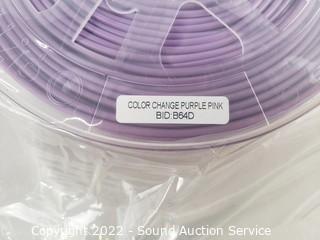 COLOR CHANGE PURPLE PINK
BID:B64D
Copyright 2022 - Sound Auction Service